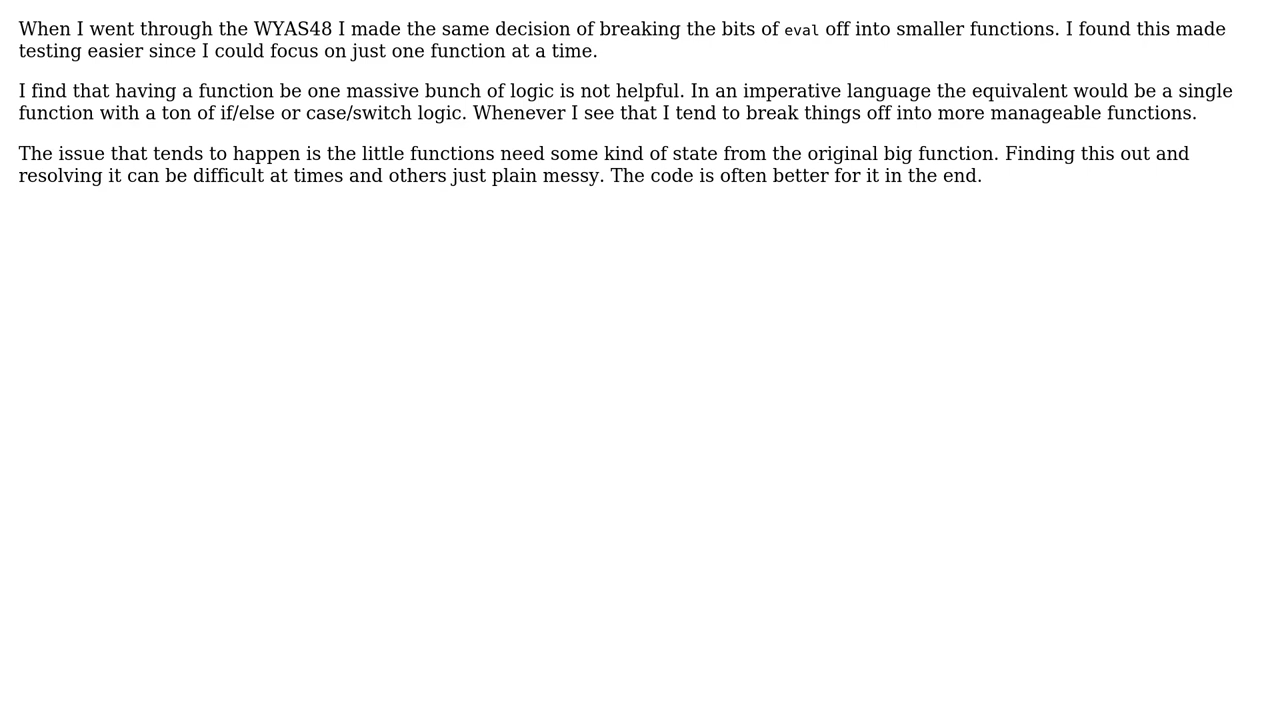 When I went through the WYAS48 I made the same decision of breaking the bits of eval off into smaller functions. I found this made
testing easier since I could focus on just one function at a time.
I find that having a function be one massive bunch of logic is not helpful. In an imperative language the equivalent would be a single
function with a ton of if/else or case/switch logic. Whenever I see that I tend to break things off into more manageable functions.
The issue that tends to happen is the little functions need some kind of state from the original big function. Finding this out and
resolving it can be difficult at times and others just plain messy. The code is often better for it in the end.